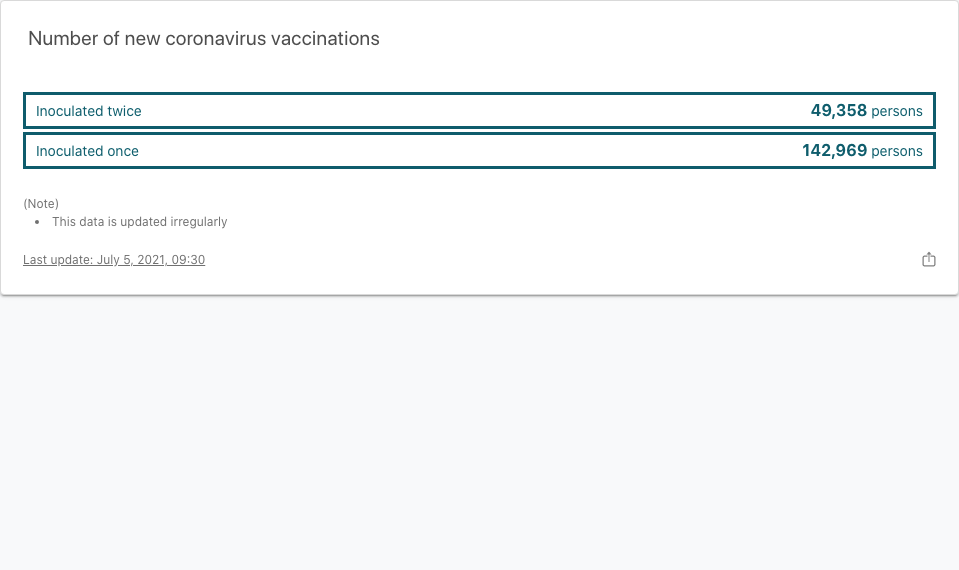 Number of new coronavirus vaccinations
Inoculated twice 49,358 persons
Inoculated once 142,969 persons
(Note)
• This data is updated irregularly
Last update: July 5, 2021, 09:30